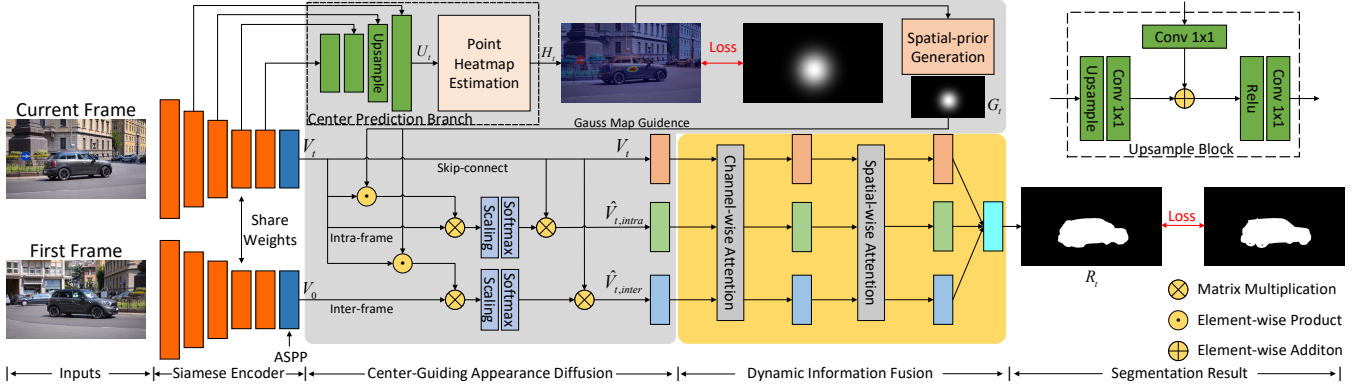 Current Frame
First Frame
Share
Weights
ASPP
Upsample
U_t
Point
Heatmap
Estimation
H_t
Center Prediction Branch
Loss
Spatial-prior
Generation
G_t
Gauss Map Guidence
V_t
Skip-connect
V_t
Intra-frame
Scaling
Softmax
V̂_{t,intra}
V_0
Inter-frame
Scaling
Softmax
V̂_{t,inter}
Channel-wise Attention
Spatial-wise Attention
Conv 1x1
Upsample
Conv 1x1
Relu
Conv 1x1
Upsample Block
Loss
R_t
Matrix Multiplication
Element-wise Product
Element-wise Additon
Inputs
Siamese Encoder
Center-Guiding Appearance Diffusion
Dynamic Information Fusion
Segmentation Result